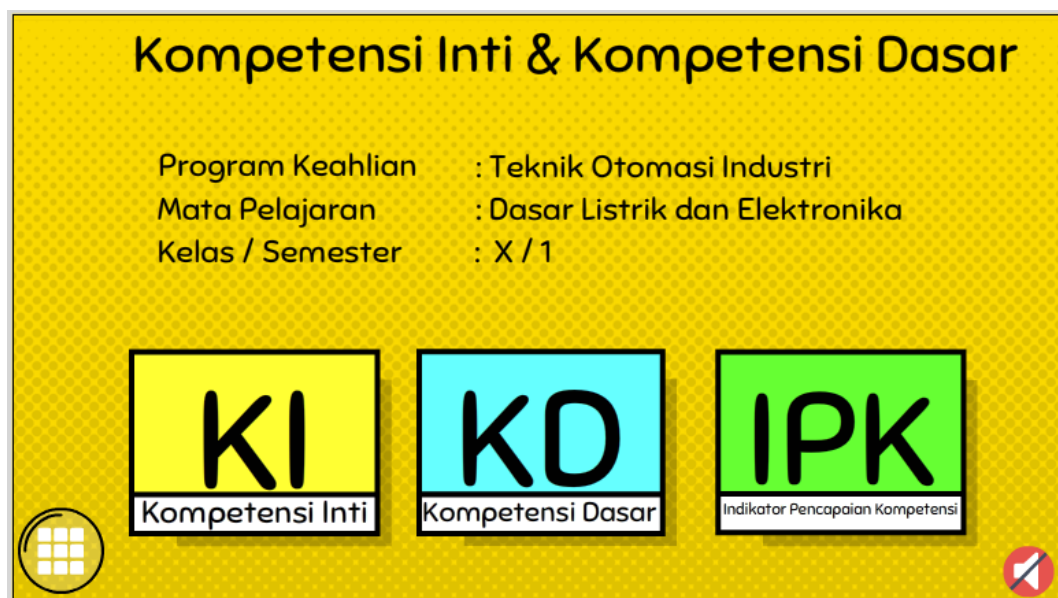 Kompetensi Inti & Kompetensi Dasar
Program Keahlian : Teknik Otomasi Industri
Mata Pelajaran : Dasar Listrik dan Elektronika
Kelas / Semester : X / 1
KI
Kompetensi Inti
KD
Kompetensi Dasar
IPK
Indikator Pencapaian Kompetensi